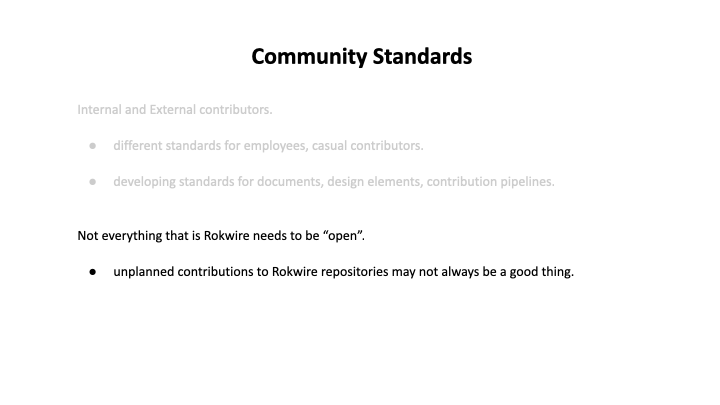 Community Standards
Internal and External contributors.
● different standards for employees, casual contributors.
● developing standards for documents, design elements, contribution pipelines.
Not everything that is Rokwire needs to be “open”.
● unplanned contributions to Rokwire repositories may not always be a good thing.